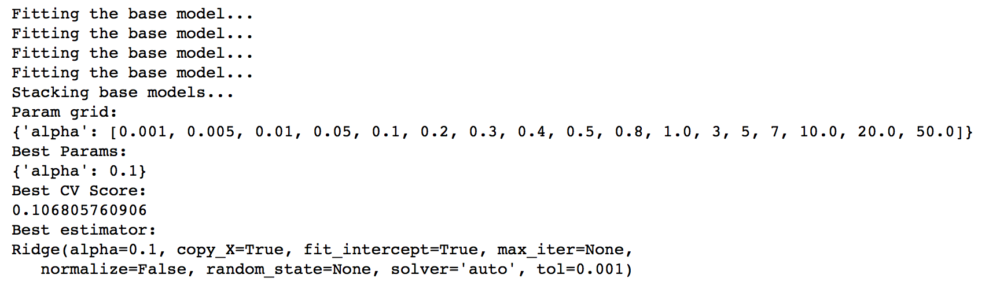 Fitting the base model...
Fitting the base model...
Fitting the base model...
Fitting the base model...
Stacking base models...
Param grid:
{'alpha': [0.001, 0.005, 0.01, 0.05, 0.1, 0.2, 0.3, 0.4, 0.5, 0.8, 1.0, 3, 5, 7, 10.0, 20.0, 50.0]}
Best Params:
{'alpha': 0.1}
Best CV Score:
0.106805760906
Best estimator:
Ridge(alpha=0.1, copy_X=True, fit_intercept=True, max_iter=None,
   normalize=False, random_state=None, solver='auto', tol=0.001)